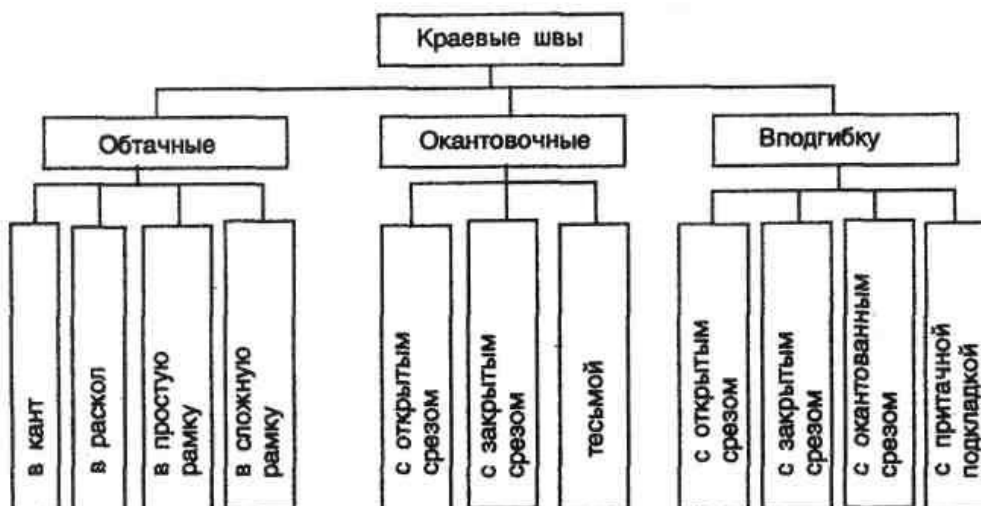 Краевые швы
Обтачные
Окантовочные
Вподгибку
в кант
в раскол
в простую
рамку
в сложную
рамку
с открытым
срезом
с закрытым
срезом
тесьмой
с открытым
срезом
с закрытым
срезом
с окантованным
срезом
с притачной
подкладкой